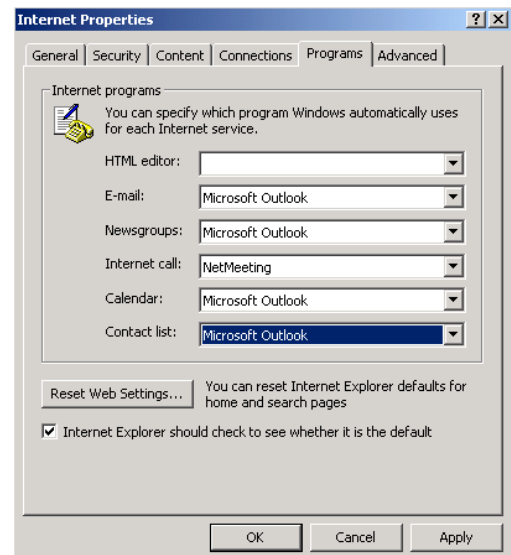 Internet Properties
General Security Content Connections Programs Advanced
Internet programs
You can specify which program Windows automatically uses
for each Internet service.
HTML editor:
E-mail: Microsoft Outlook
Newsgroups: Microsoft Outlook
Internet call: NetMeeting
Calendar: Microsoft Outlook
Contact list: Microsoft Outlook
Reset Web Settings... You can reset Internet Explorer defaults for
home and search pages
Internet Explorer should check to see whether it is the default
OK Cancel Apply